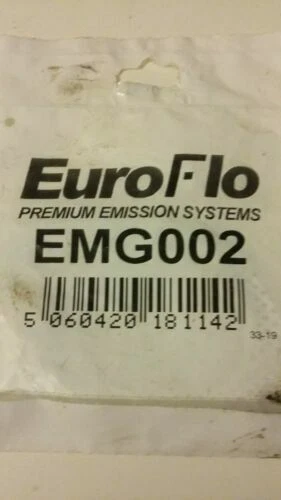 EuroFlo
PREMIUM EMISSION SYSTEMS
EMG002
5 060420 181142
33-19